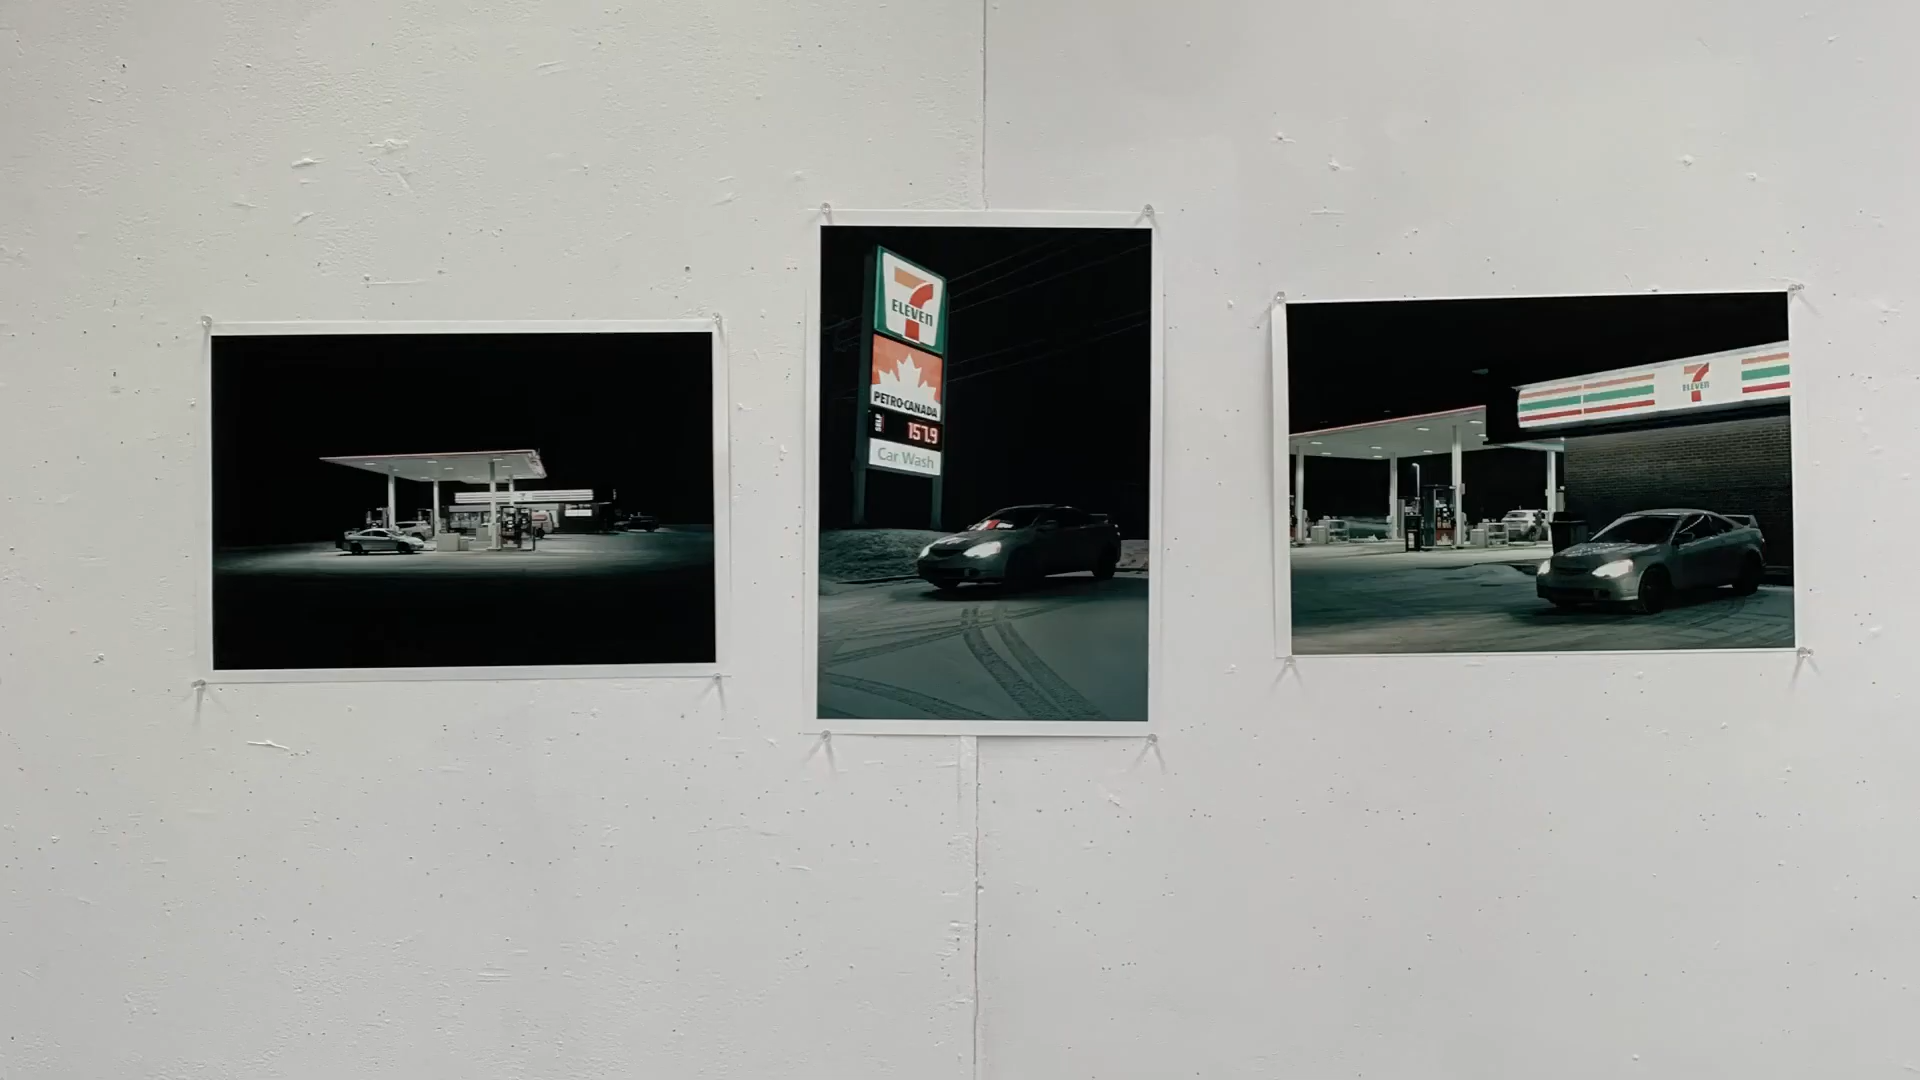 7
ELEVEN
PETRO-CANADA
SELF
157.9
Car Wash
7
ELEVEN